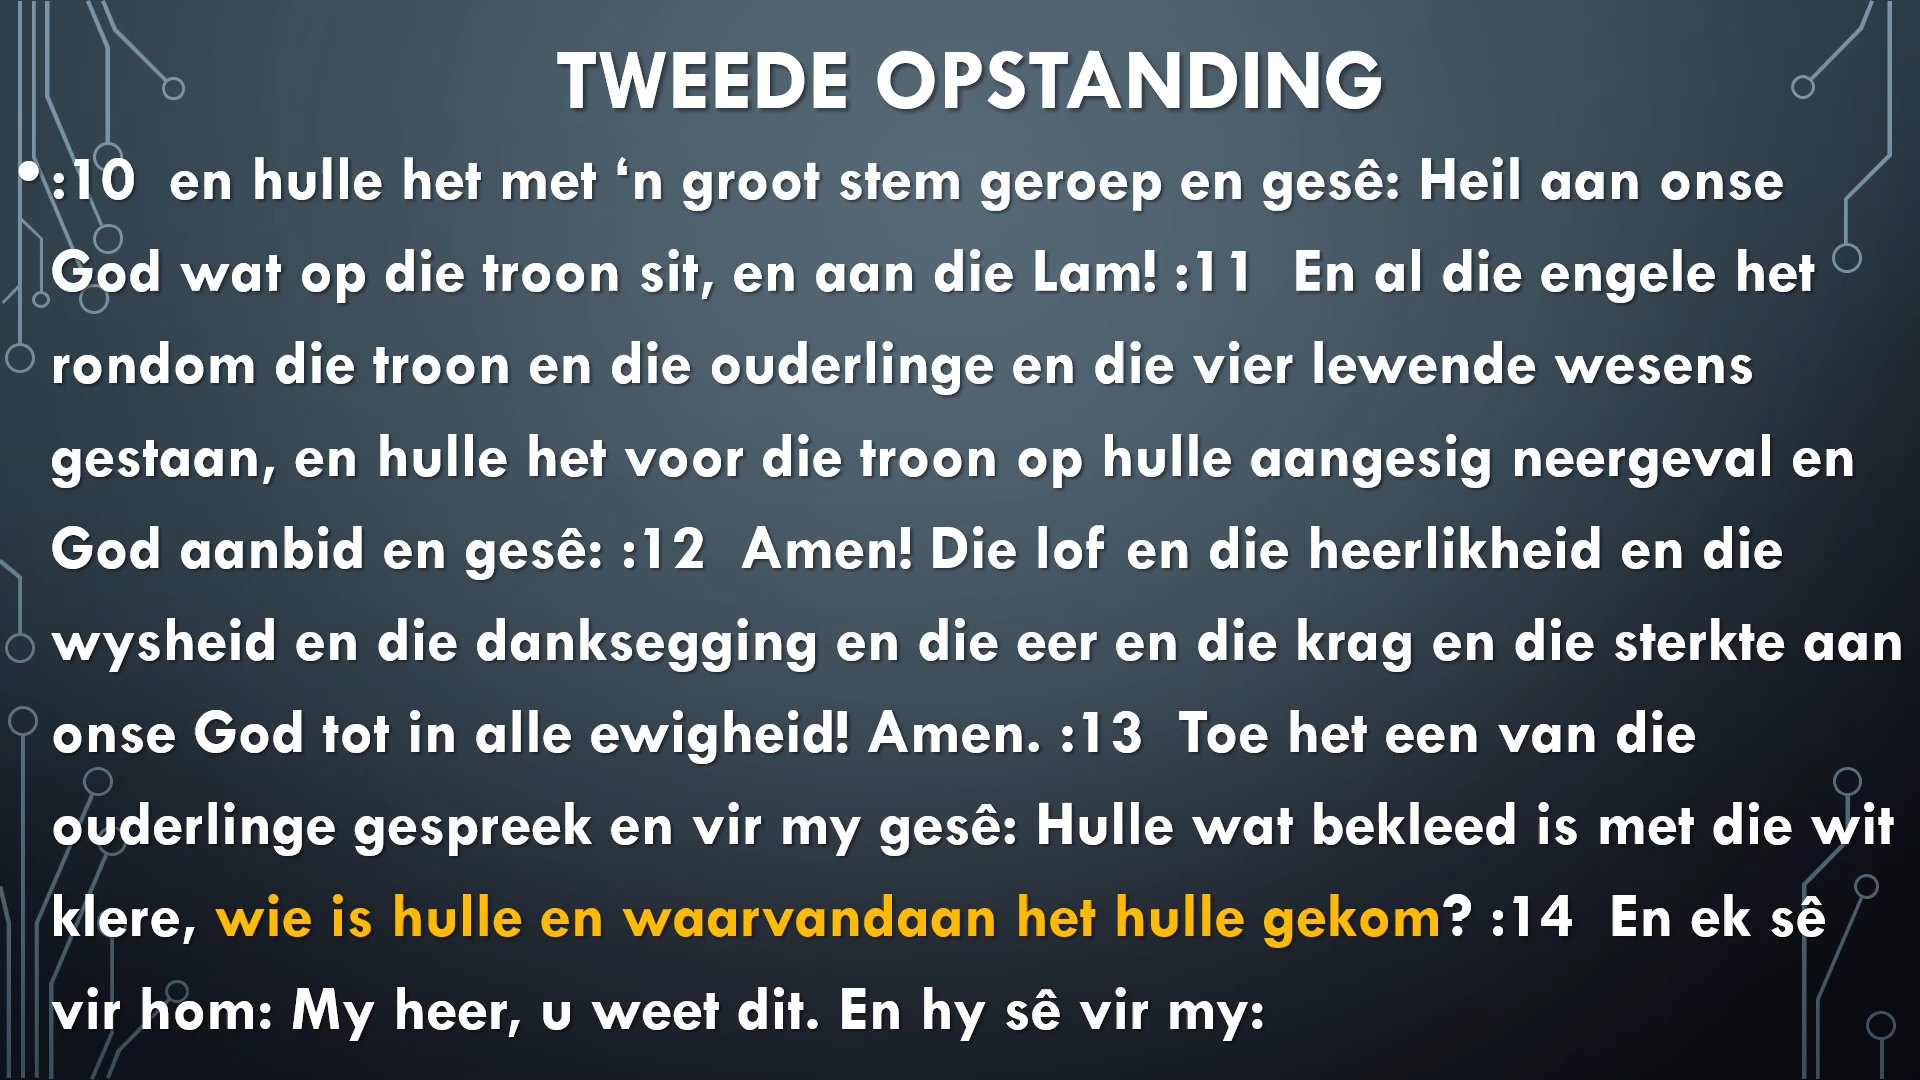 TWEEDE OPSTANDING
• :10  en hulle het met ‘n groot stem geroep en gesê: Heil aan onse
God wat op die troon sit, en aan die Lam! :11  En al die engele het
rondom die troon en die ouderlinge en die vier lewende wesens
gestaan, en hulle het voor die troon op hulle aangesig neergeval en
God aanbid en gesê: :12  Amen! Die lof en die heerlikheid en die
wysheid en die danksegging en die eer en die krag en die sterkte aan
onse God tot in alle ewigheid! Amen. :13  Toe het een van die
ouderlinge gespreek en vir my gesê: Hulle wat bekleed is met die wit
klere, wie is hulle en waarvandaan het hulle gekom? :14  En ek sê
vir hom: My heer, u weet dit. En hy sê vir my: